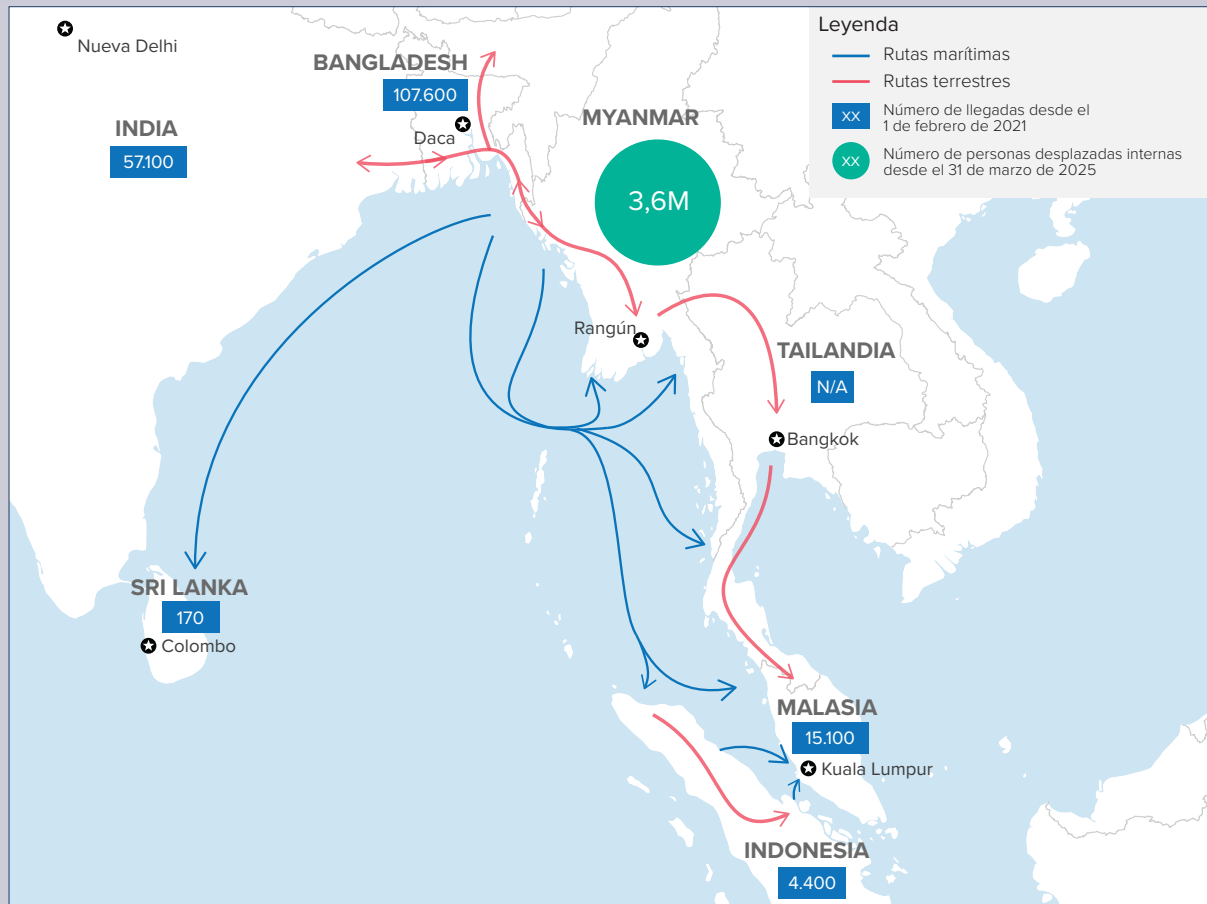 Leyenda
Rutas marítimas
Rutas terrestres
XX
Número de llegadas desde el
1 de febrero de 2021
XX
Número de personas desplazadas internas
desde el 31 de marzo de 2025
Nueva Delhi
BANGLADESH
107.600
Daca
INDIA
57.100
MYANMAR
3,6M
Rangún
TAILANDIA
N/A
Bangkok
SRI LANKA
170
Colombo
MALASIA
15.100
Kuala Lumpur
INDONESIA
4.400